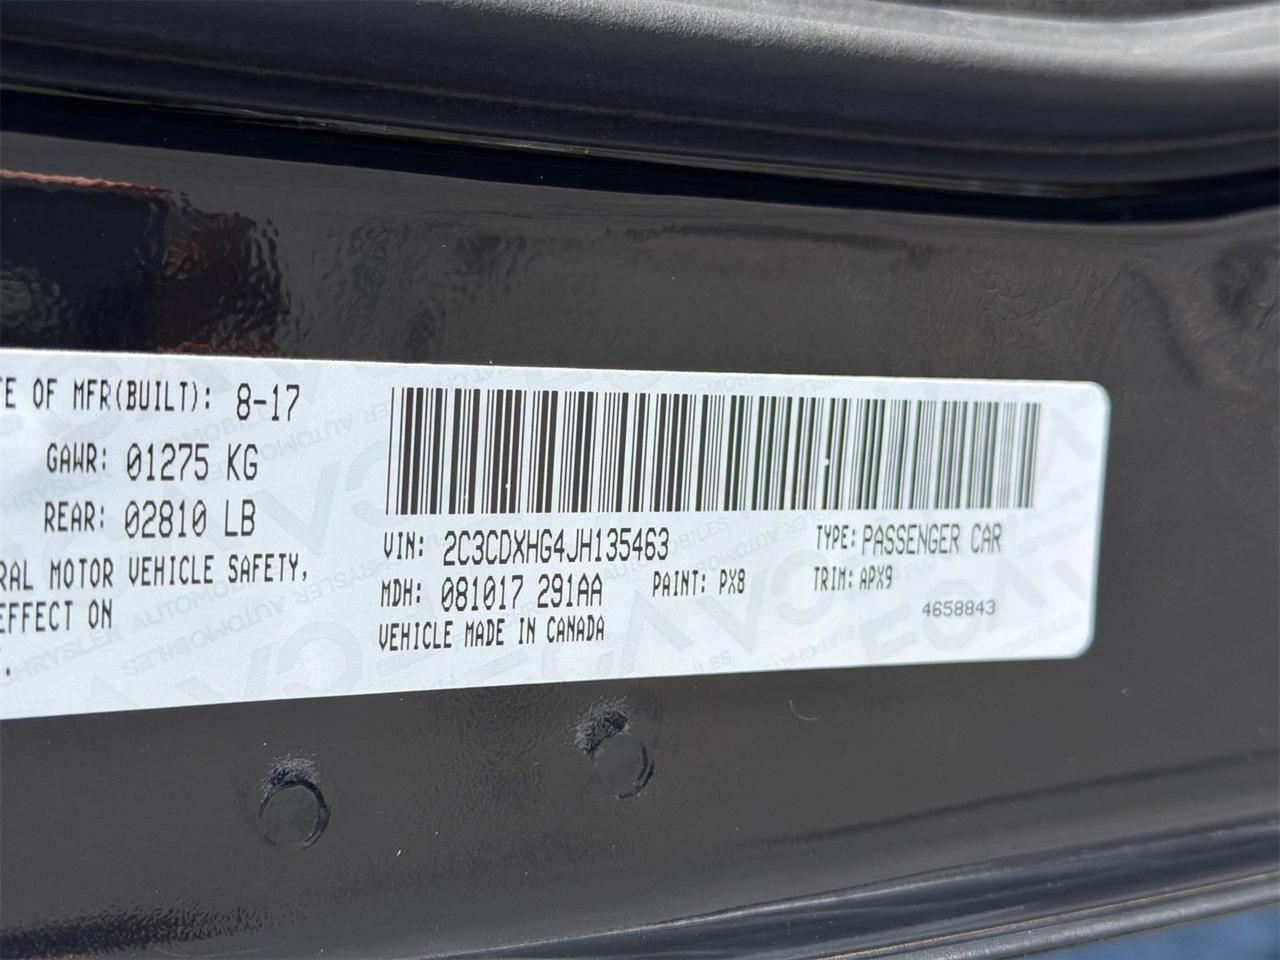 TE OF MFR(BUILT): 8-17
GAWR: 01275 KG
REAR: 02810 LB
RAL MOTOR VEHICLE SAFETY,
EFFECT ON
VIN: 2C3CDXHG4JH135463 TYPE: PASSENGER CAR
MDH: 081017 291AA PAINT: PX8 TRIM: APX9
VEHICLE MADE IN CANADA 4658843